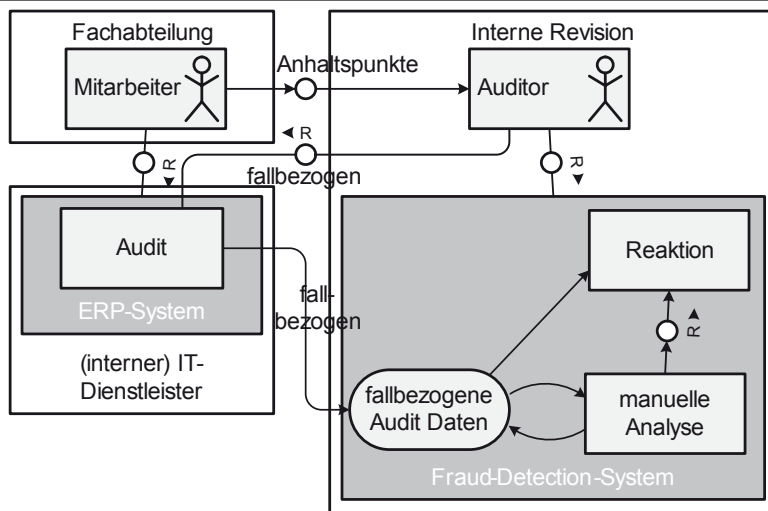 Fachabteilung
Interne Revision
Mitarbeiter
Anhaltspunkte
Auditor
R
fallbezogen
R
R
Audit
ERP-System
Reaktion
fall-
bezogen
R
(interner) IT-
Dienstleister
fallbezogene
Audit Daten
manuelle
Analyse
Fraud-Detection-System